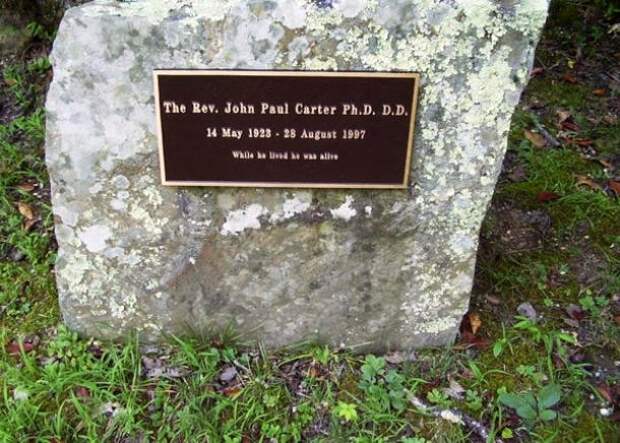 The Rev. John Paul Carter Ph.D. D.D.
14 May 1923 - 28 August 1997
While he lived he was alive